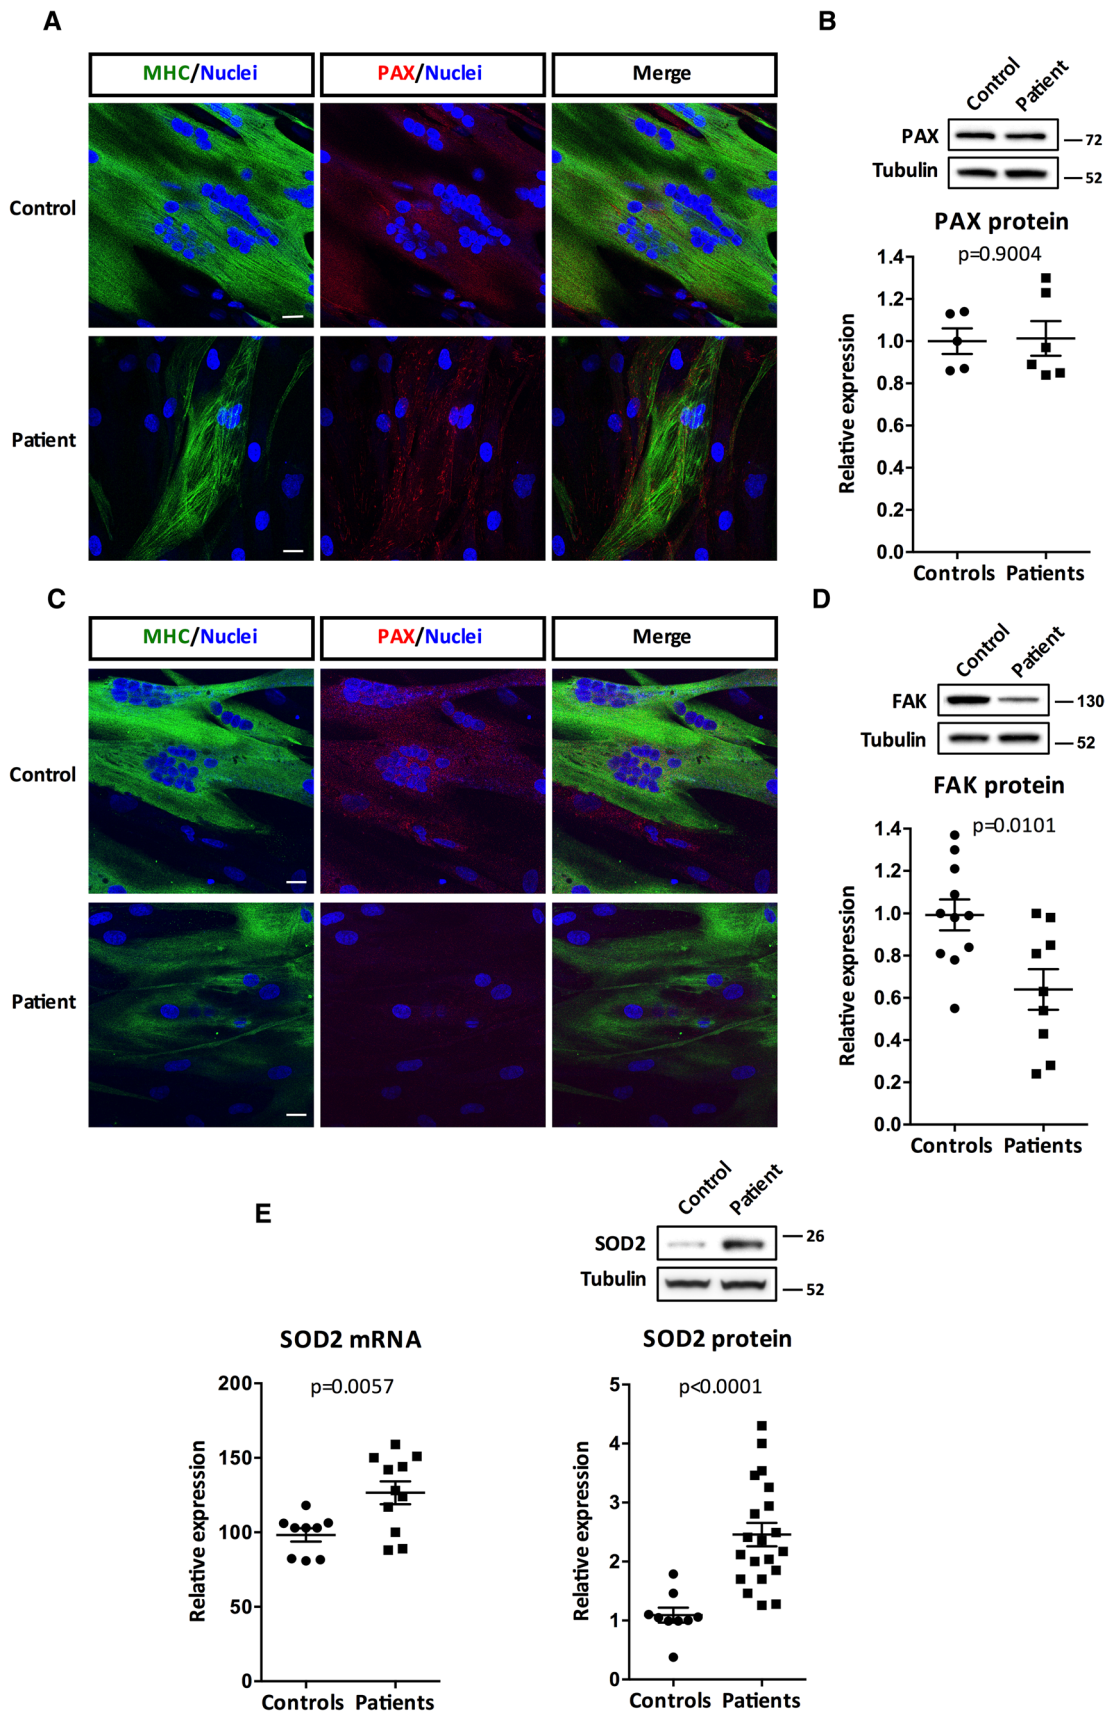 A
MHC/Nuclei PAX/Nuclei Merge
Control
Patient
B
Control Patient
PAX 72
Tubulin 52
PAX protein
p=0.9004
Relative expression
1.4
1.2
1.0
0.8
0.6
0.4
0.2
0.0
Controls Patients
C
MHC/Nuclei PAX/Nuclei Merge
Control
Patient
D
Control Patient
FAK 130
Tubulin 52
FAK protein
p=0.0101
Relative expression
1.4
1.2
1.0
0.8
0.6
0.4
0.2
0.0
Controls Patients
E
Control Patient
SOD2 26
Tubulin 52
SOD2 mRNA
p=0.0057
Relative expression
200
150
100
50
0
Controls Patients
SOD2 protein
p<0.0001
Relative expression
5
4
3
2
1
0
Controls Patients